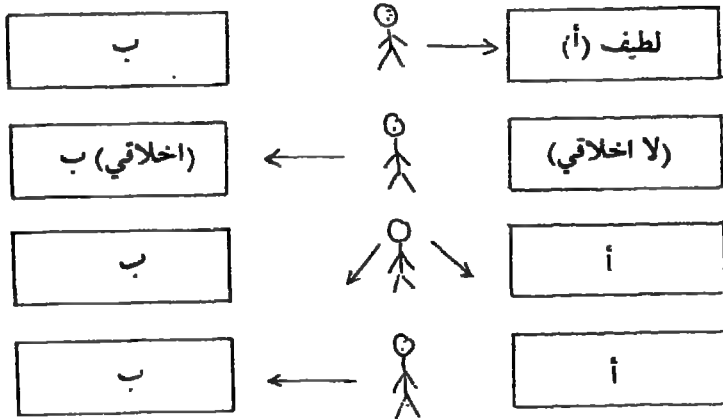 لطيف (أ) ب
(لا اخلاقي) (اخلاقي) ب
أ ب
أ ب